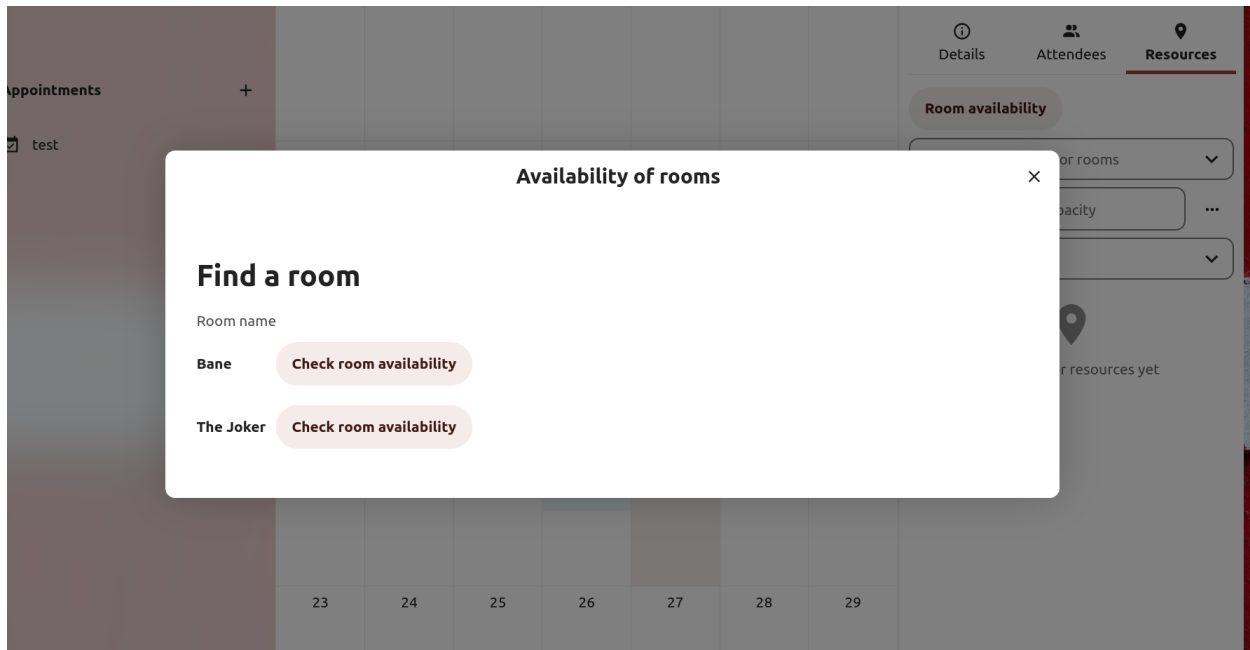 Details Attendees Resources
Appointments +
Room availability
test
or rooms
Availability of rooms
Find a room
Room name
Bane Check room availability
The Joker Check room availability
resources yet
23 24 25 26 27 28 29